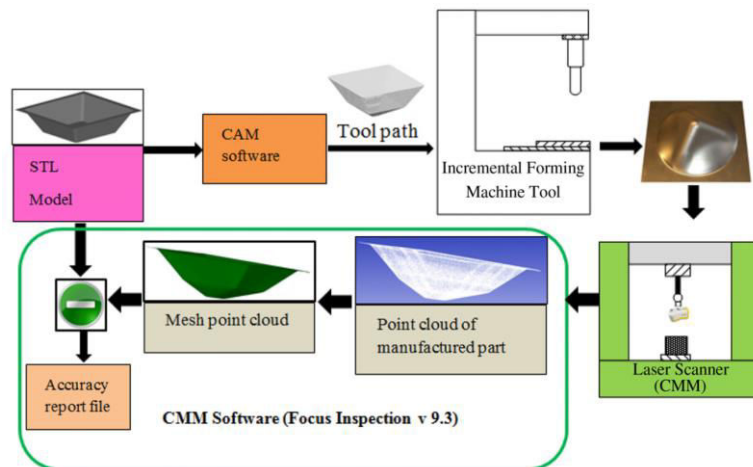 STL
Model
CAM
software
Tool path
Incremental Forming
Machine Tool
Laser Scanner
(CMM)
Point cloud of
manufactured part
Mesh point cloud
Accuracy
report file
CMM Software (Focus Inspection v 9.3)